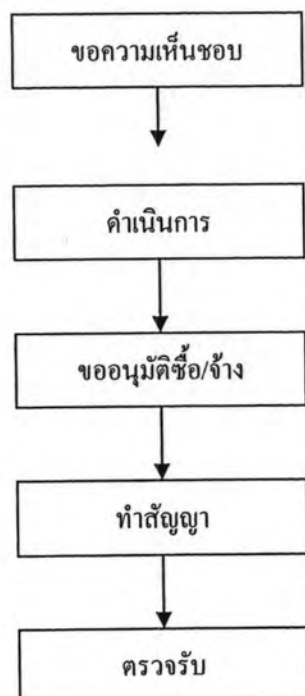 ขอความเห็นชอบ
ดำเนินการ
ขออนุมัติซื้อ/จ้าง
ทำสัญญา
ตรวจรับ